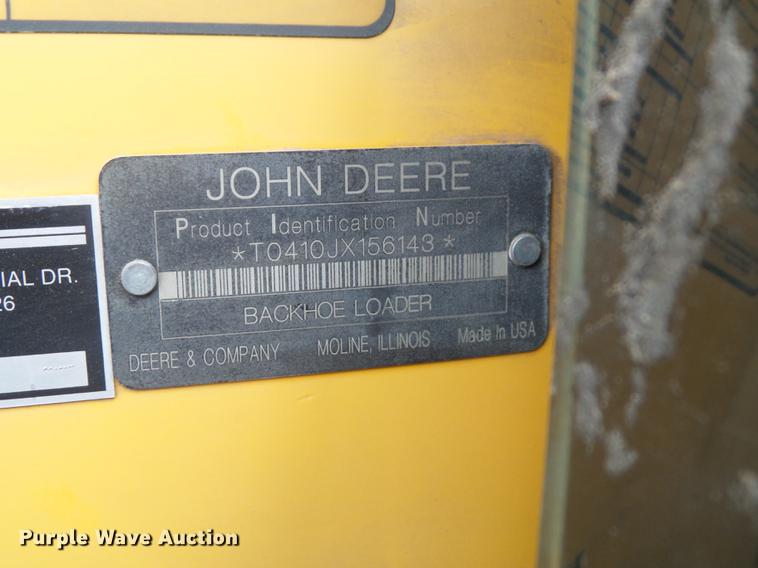 JOHN DEERE
Product Identification Number
*T0410JX156143*
BACKHOE LOADER
DEERE & COMPANY MOLINE, ILLINOIS Made In USA
IAL DR.
26
Purple Wave Auction